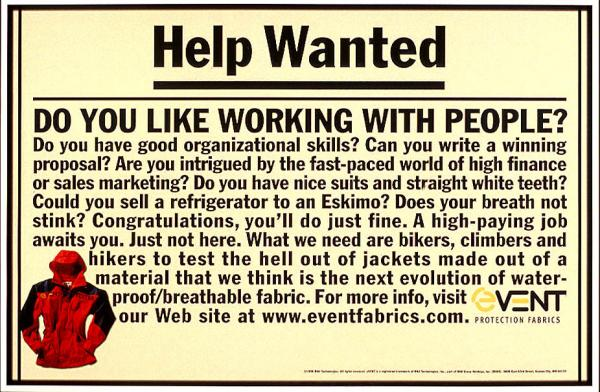 Help Wanted
DO YOU LIKE WORKING WITH PEOPLE?
Do you have good organizational skills? Can you write a winning
proposal? Are you intrigued by the fast-paced world of high finance
or sales marketing? Do you have nice suits and straight white teeth?
Could you sell a refrigerator to an Eskimo? Does your breath not
stink? Congratulations, you'll do just fine. A high-paying job
awaits you. Just not here. What we need are bikers, climbers and
hikers to test the hell out of jackets made out of a
material that we think is the next evolution of water-
proof/breathable fabric. For more info, visit eVENT
our Web site at www.eventfabrics.com. PROTECTION FABRICS